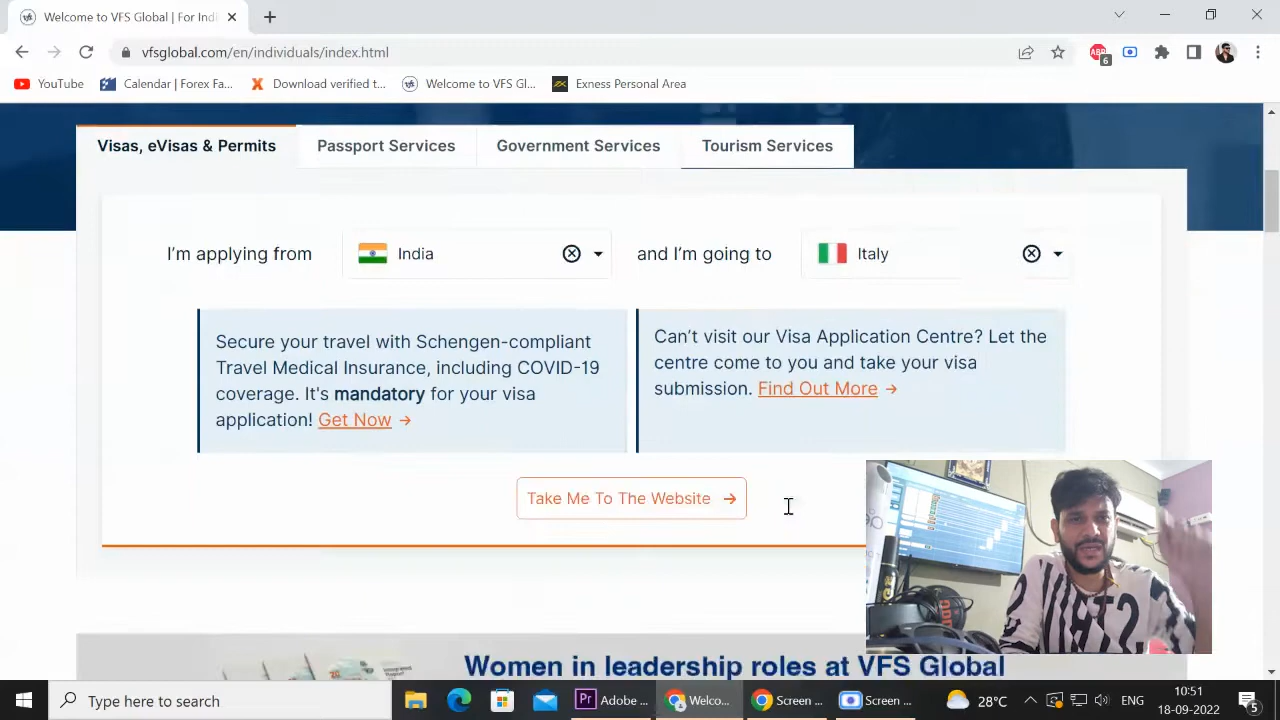 Welcome to VFS Global | For Indi
vfsglobal.com/en/individuals/index.html
ABP
6
YouTube
Calendar | Forex Fa...
Download verified t...
Welcome to VFS Gl...
Exness Personal Area
Visas, eVisas & Permits
Passport Services
Government Services
Tourism Services
I'm applying from
India
and I'm going to
Italy
Secure your travel with Schengen-compliant
Travel Medical Insurance, including COVID-19
coverage. It's mandatory for your visa
application! Get Now →
Can't visit our Visa Application Centre? Let the
centre come to you and take your visa
submission. Find Out More →
Take Me To The Website →
Women in leadership roles at VFS Global
Type here to search
Pr
Adobe ...
Welco...
Screen ...
Screen ...
28°C
ENG
10:51
18-09-2022
5